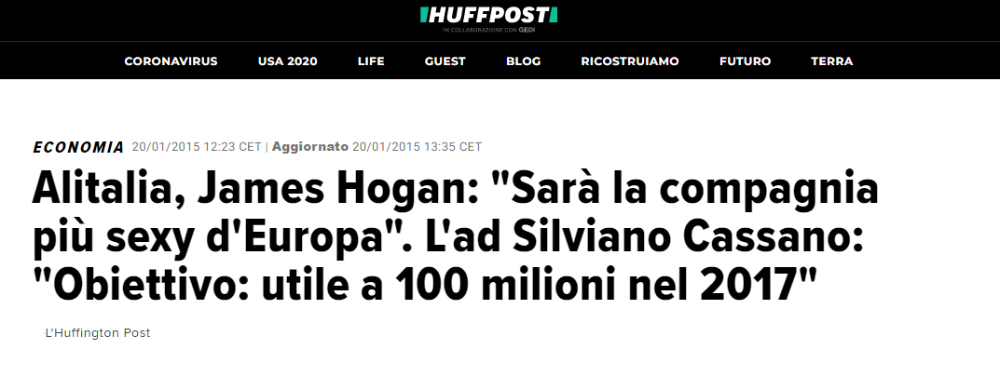 HUFFPOST
IN COLLABORAZIONE CON GEDI
CORONAVIRUS USA 2020 LIFE GUEST BLOG RICOSTRUIAMO FUTURO TERRA
ECONOMIA 20/01/2015 12:23 CET | Aggiornato 20/01/2015 13:35 CET
Alitalia, James Hogan: "Sarà la compagnia
più sexy d'Europa". L'ad Silviano Cassano:
"Obiettivo: utile a 100 milioni nel 2017"
L'Huffington Post